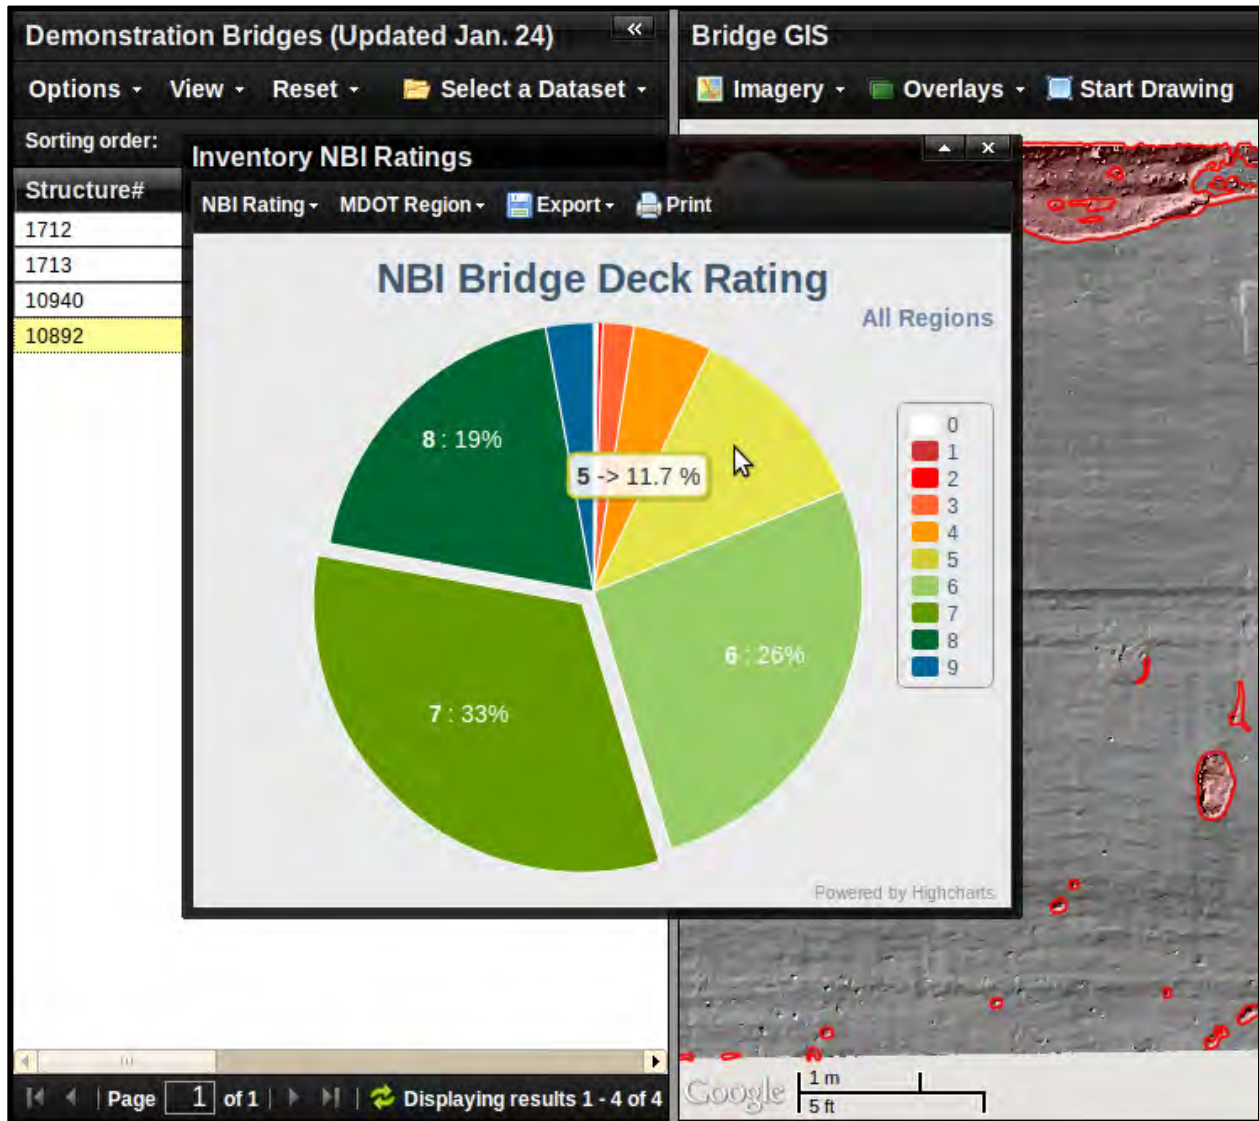 Demonstration Bridges (Updated Jan. 24)
Options View Reset Select a Dataset
Sorting order:
Structure#
1712
1713
10940
10892
Page 1 of 1 Displaying results 1 - 4 of 4
Bridge GIS
Imagery Overlays Start Drawing
Inventory NBI Ratings
NBI Rating MDOT Region Export Print
NBI Bridge Deck Rating
All Regions
8 : 19%
5 -> 11.7 %
6 : 26%
7 : 33%
0
1
2
3
4
5
6
7
8
9
Powered by Highcharts
Google
1 m
5 ft